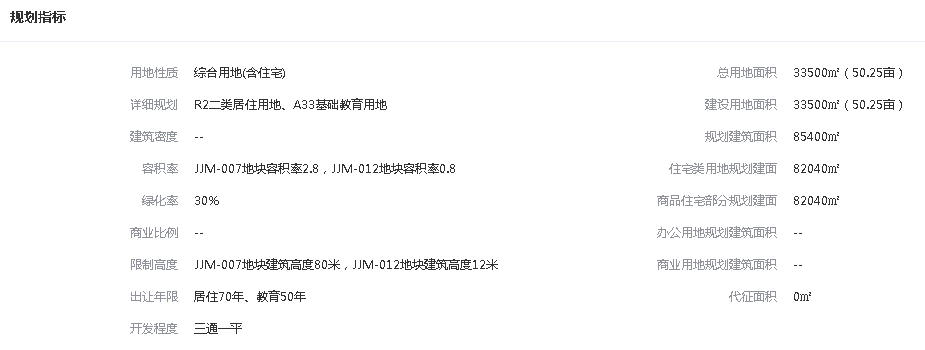 规划指标
用地性质 综合用地(含住宅) 总用地面积 33500㎡（50.25亩）
详细规划 R2二类居住用地、A33基础教育用地 建设用地面积 33500㎡（50.25亩）
建筑密度 -- 规划建筑面积 85400㎡
容积率 JJM-007地块容积率2.8，JJM-012地块容积率0.8 住宅类用地规划建面 82040㎡
绿化率 30% 商品住宅部分规划建面 82040㎡
商业比例 -- 办公用地规划建筑面积 --
限制高度 JJM-007地块建筑高度80米，JJM-012地块建筑高度12米 商业用地规划建筑面积 --
出让年限 居住70年、教育50年 代征面积 0㎡
开发程度 三通一平